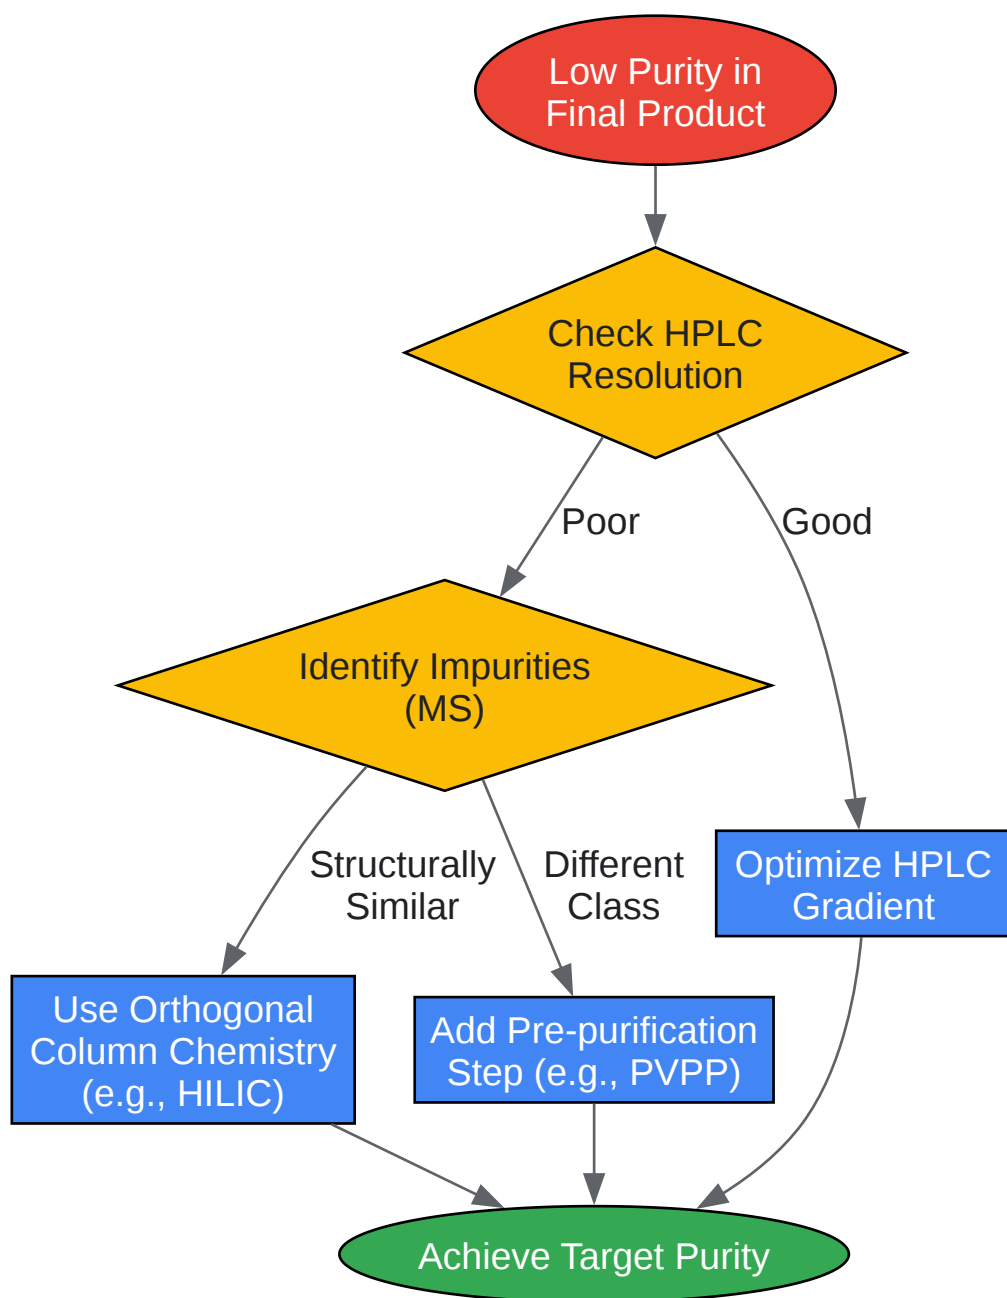 Low Purity in
Final Product
Check HPLC
Resolution
Poor
Good
Identify Impurities
(MS)
Structurally
Similar
Different
Class
Optimize HPLC
Gradient
Use Orthogonal
Column Chemistry
(e.g., HILIC)
Add Pre-purification
Step (e.g., PVPP)
Achieve Target Purity